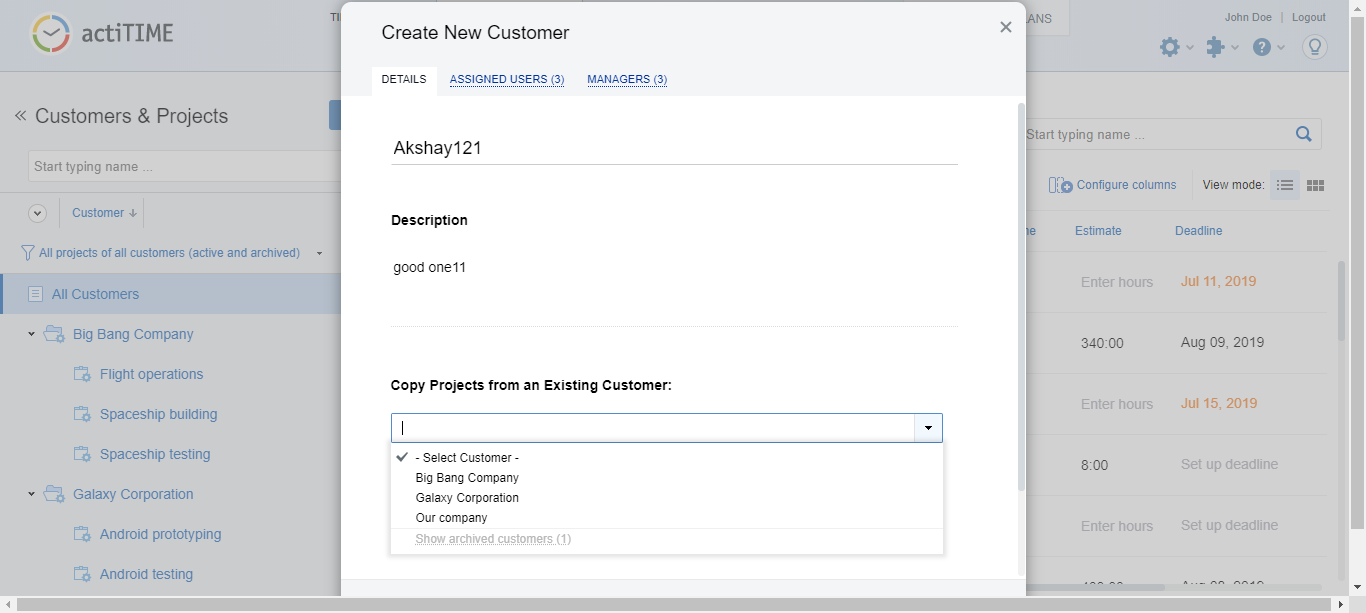 actiTIME
TI
LANS
John Doe
Logout
Create New Customer
DETAILS
ASSIGNED USERS (3)
MANAGERS (3)
Customers & Projects
Start typing name ...
Customer
All projects of all customers (active and archived)
All Customers
Big Bang Company
Flight operations
Spaceship building
Spaceship testing
Galaxy Corporation
Android prototyping
Android testing
Akshay121
Description
good one11
Copy Projects from an Existing Customer:
- Select Customer -
Big Bang Company
Galaxy Corporation
Our company
Show archived customers (1)
Start typing name ...
Configure columns
View mode:
ne
Estimate
Deadline
Enter hours
Jul 11, 2019
340:00
Aug 09, 2019
Enter hours
Jul 15, 2019
8:00
Set up deadline
Enter hours
Set up deadline